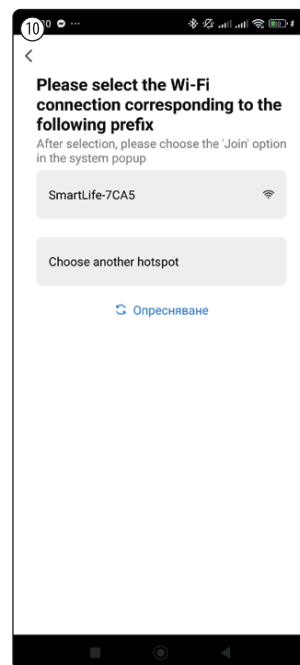 10
0 ...
Please select the Wi-Fi
connection corresponding to the
following prefix
After selection, please choose the 'Join' option
in the system popup
SmartLife-7CA5
Choose another hotspot
Опресняване